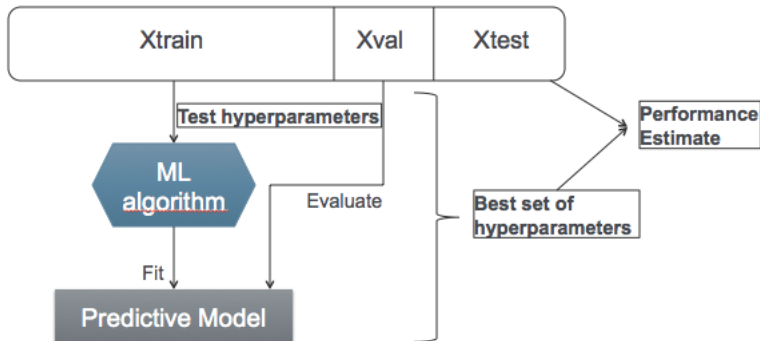 Xtrain
Xval
Xtest
Test hyperparameters
Performance
Estimate
ML
algorithm
Evaluate
Best set of
hyperparameters
Fit
Predictive Model